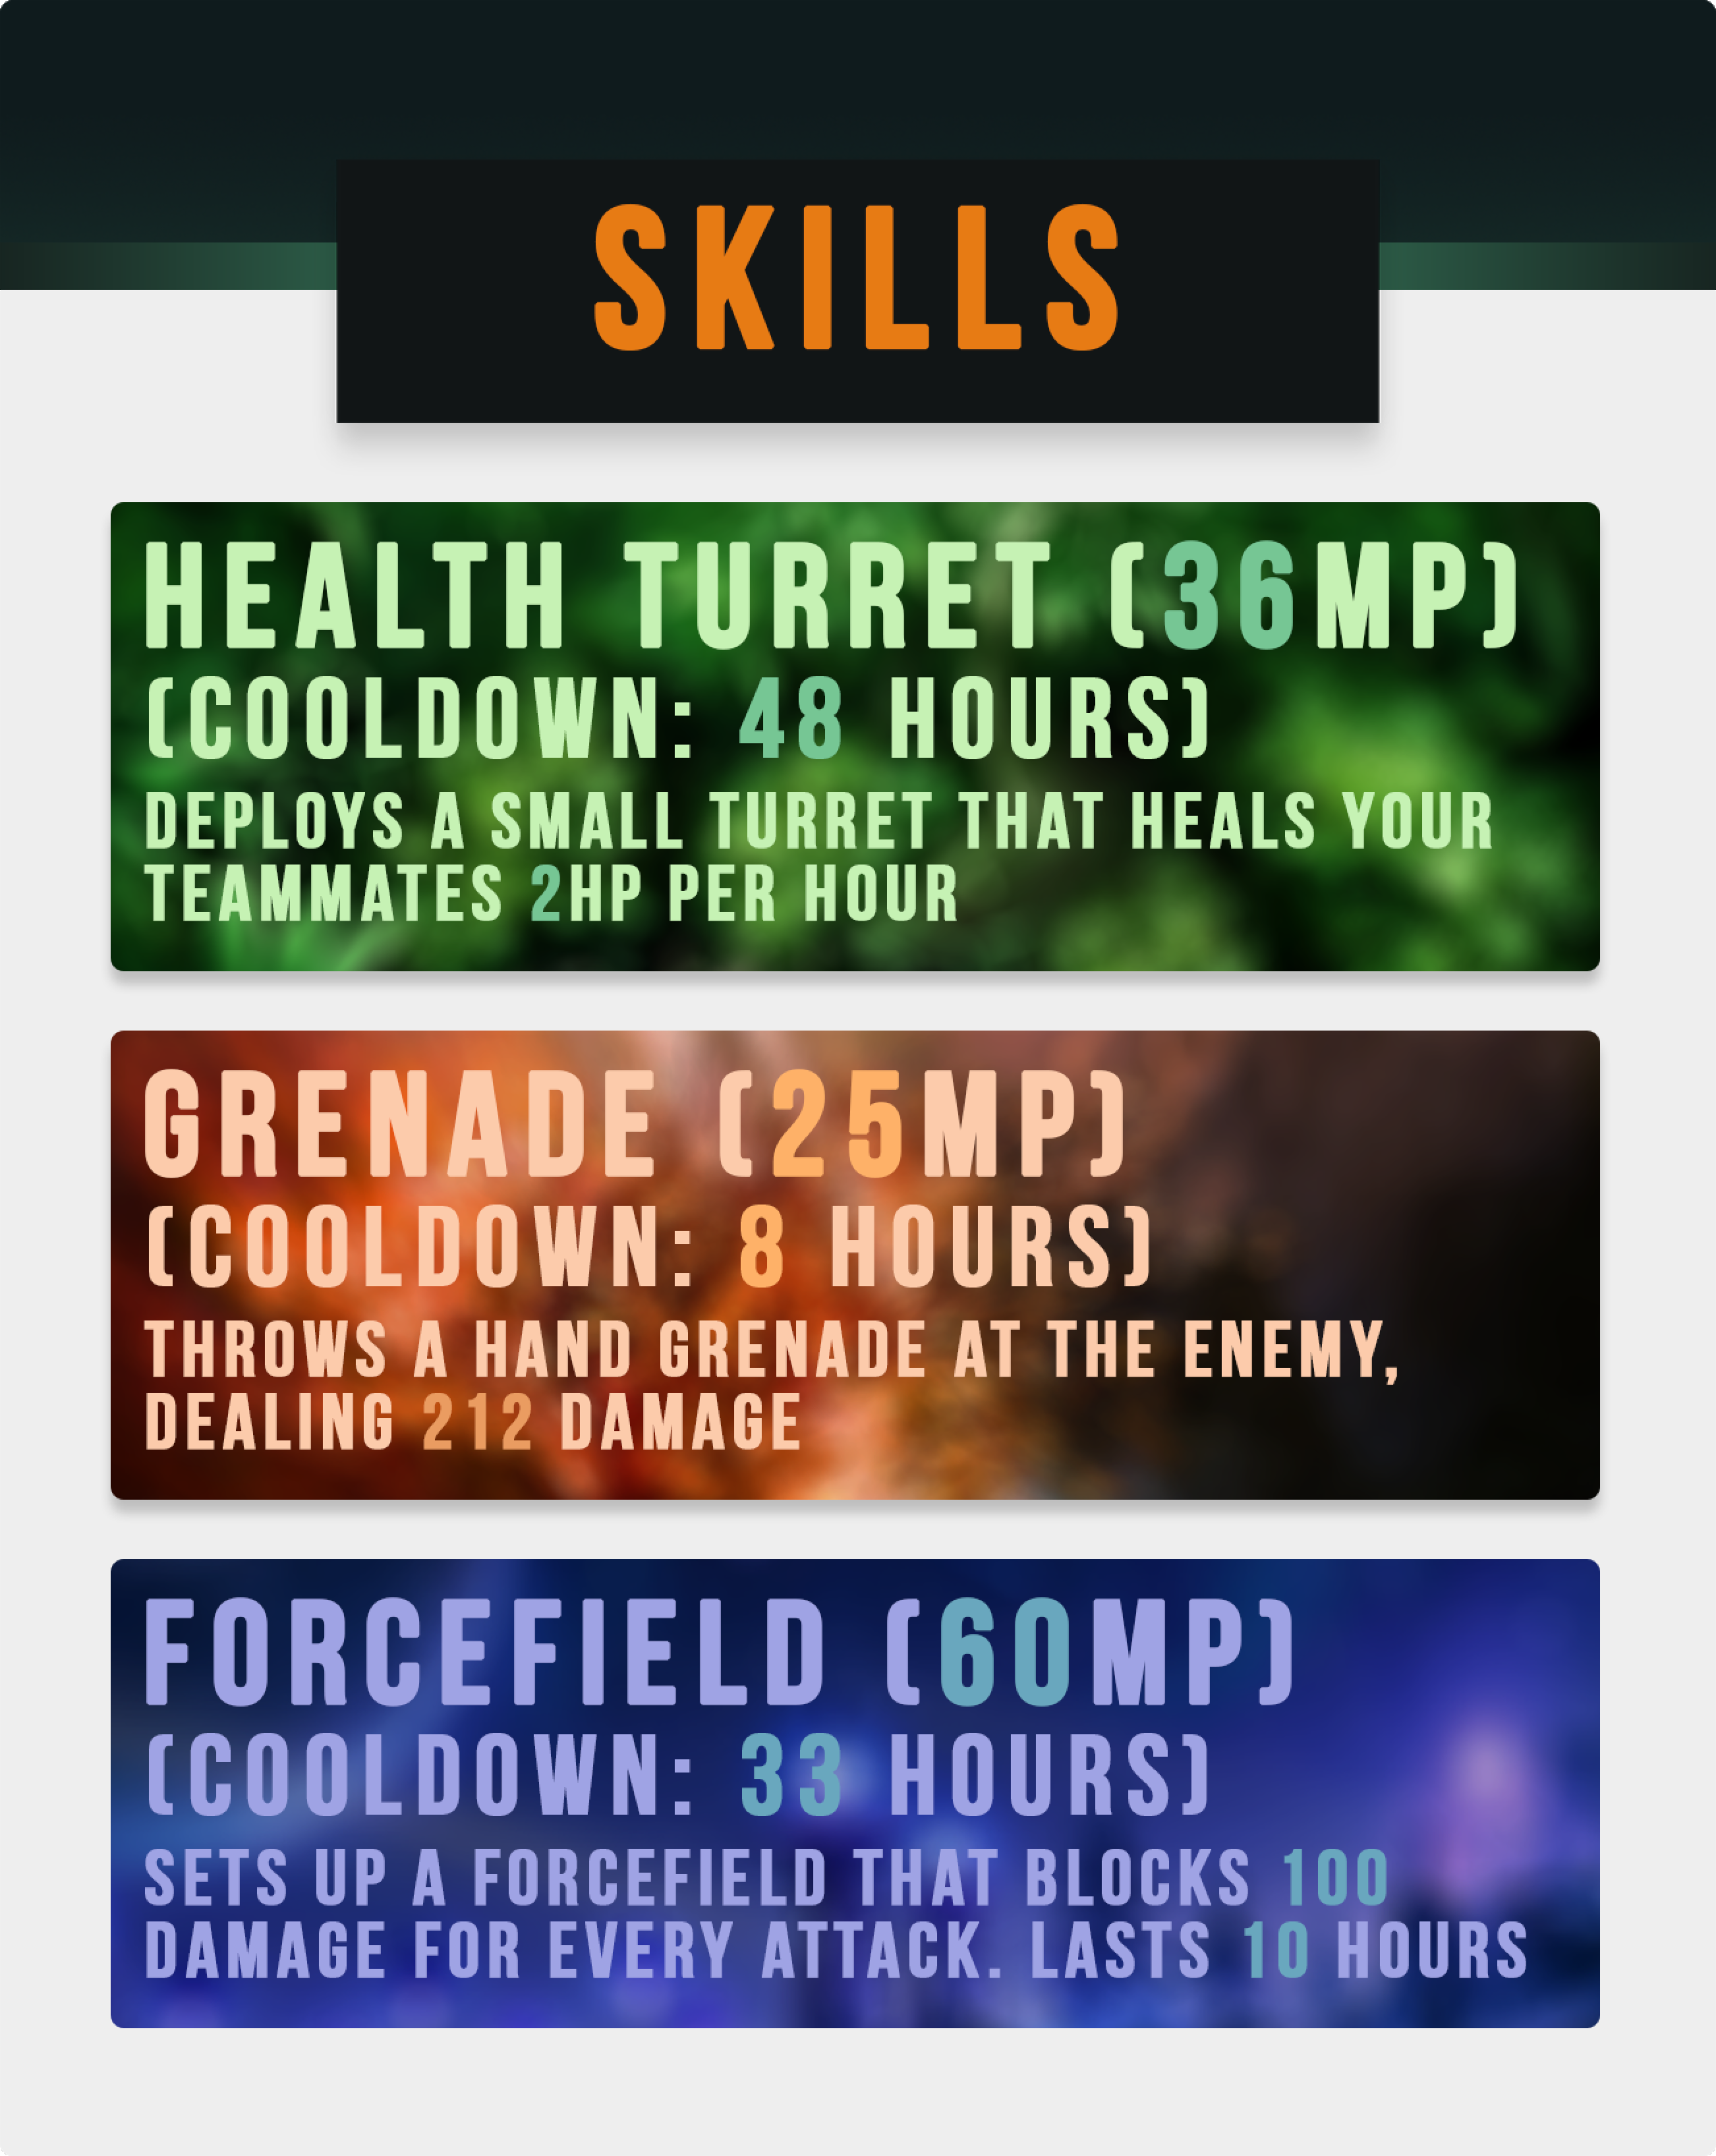 SKILLS
HEALTH TURRET (36MP)
(COOLDOWN: 48 HOURS)
DEPLOYS A SMALL TURRET THAT HEALS YOUR
TEAMMATES 2HP PER HOUR
GRENADE (25MP)
(COOLDOWN: 8 HOURS)
THROWS A HAND GRENADE AT THE ENEMY,
DEALING 212 DAMAGE
FORCEFIELD (60MP)
(COOLDOWN: 33 HOURS)
SETS UP A FORCEFIELD THAT BLOCKS 100
DAMAGE FOR EVERY ATTACK. LASTS 10 HOURS